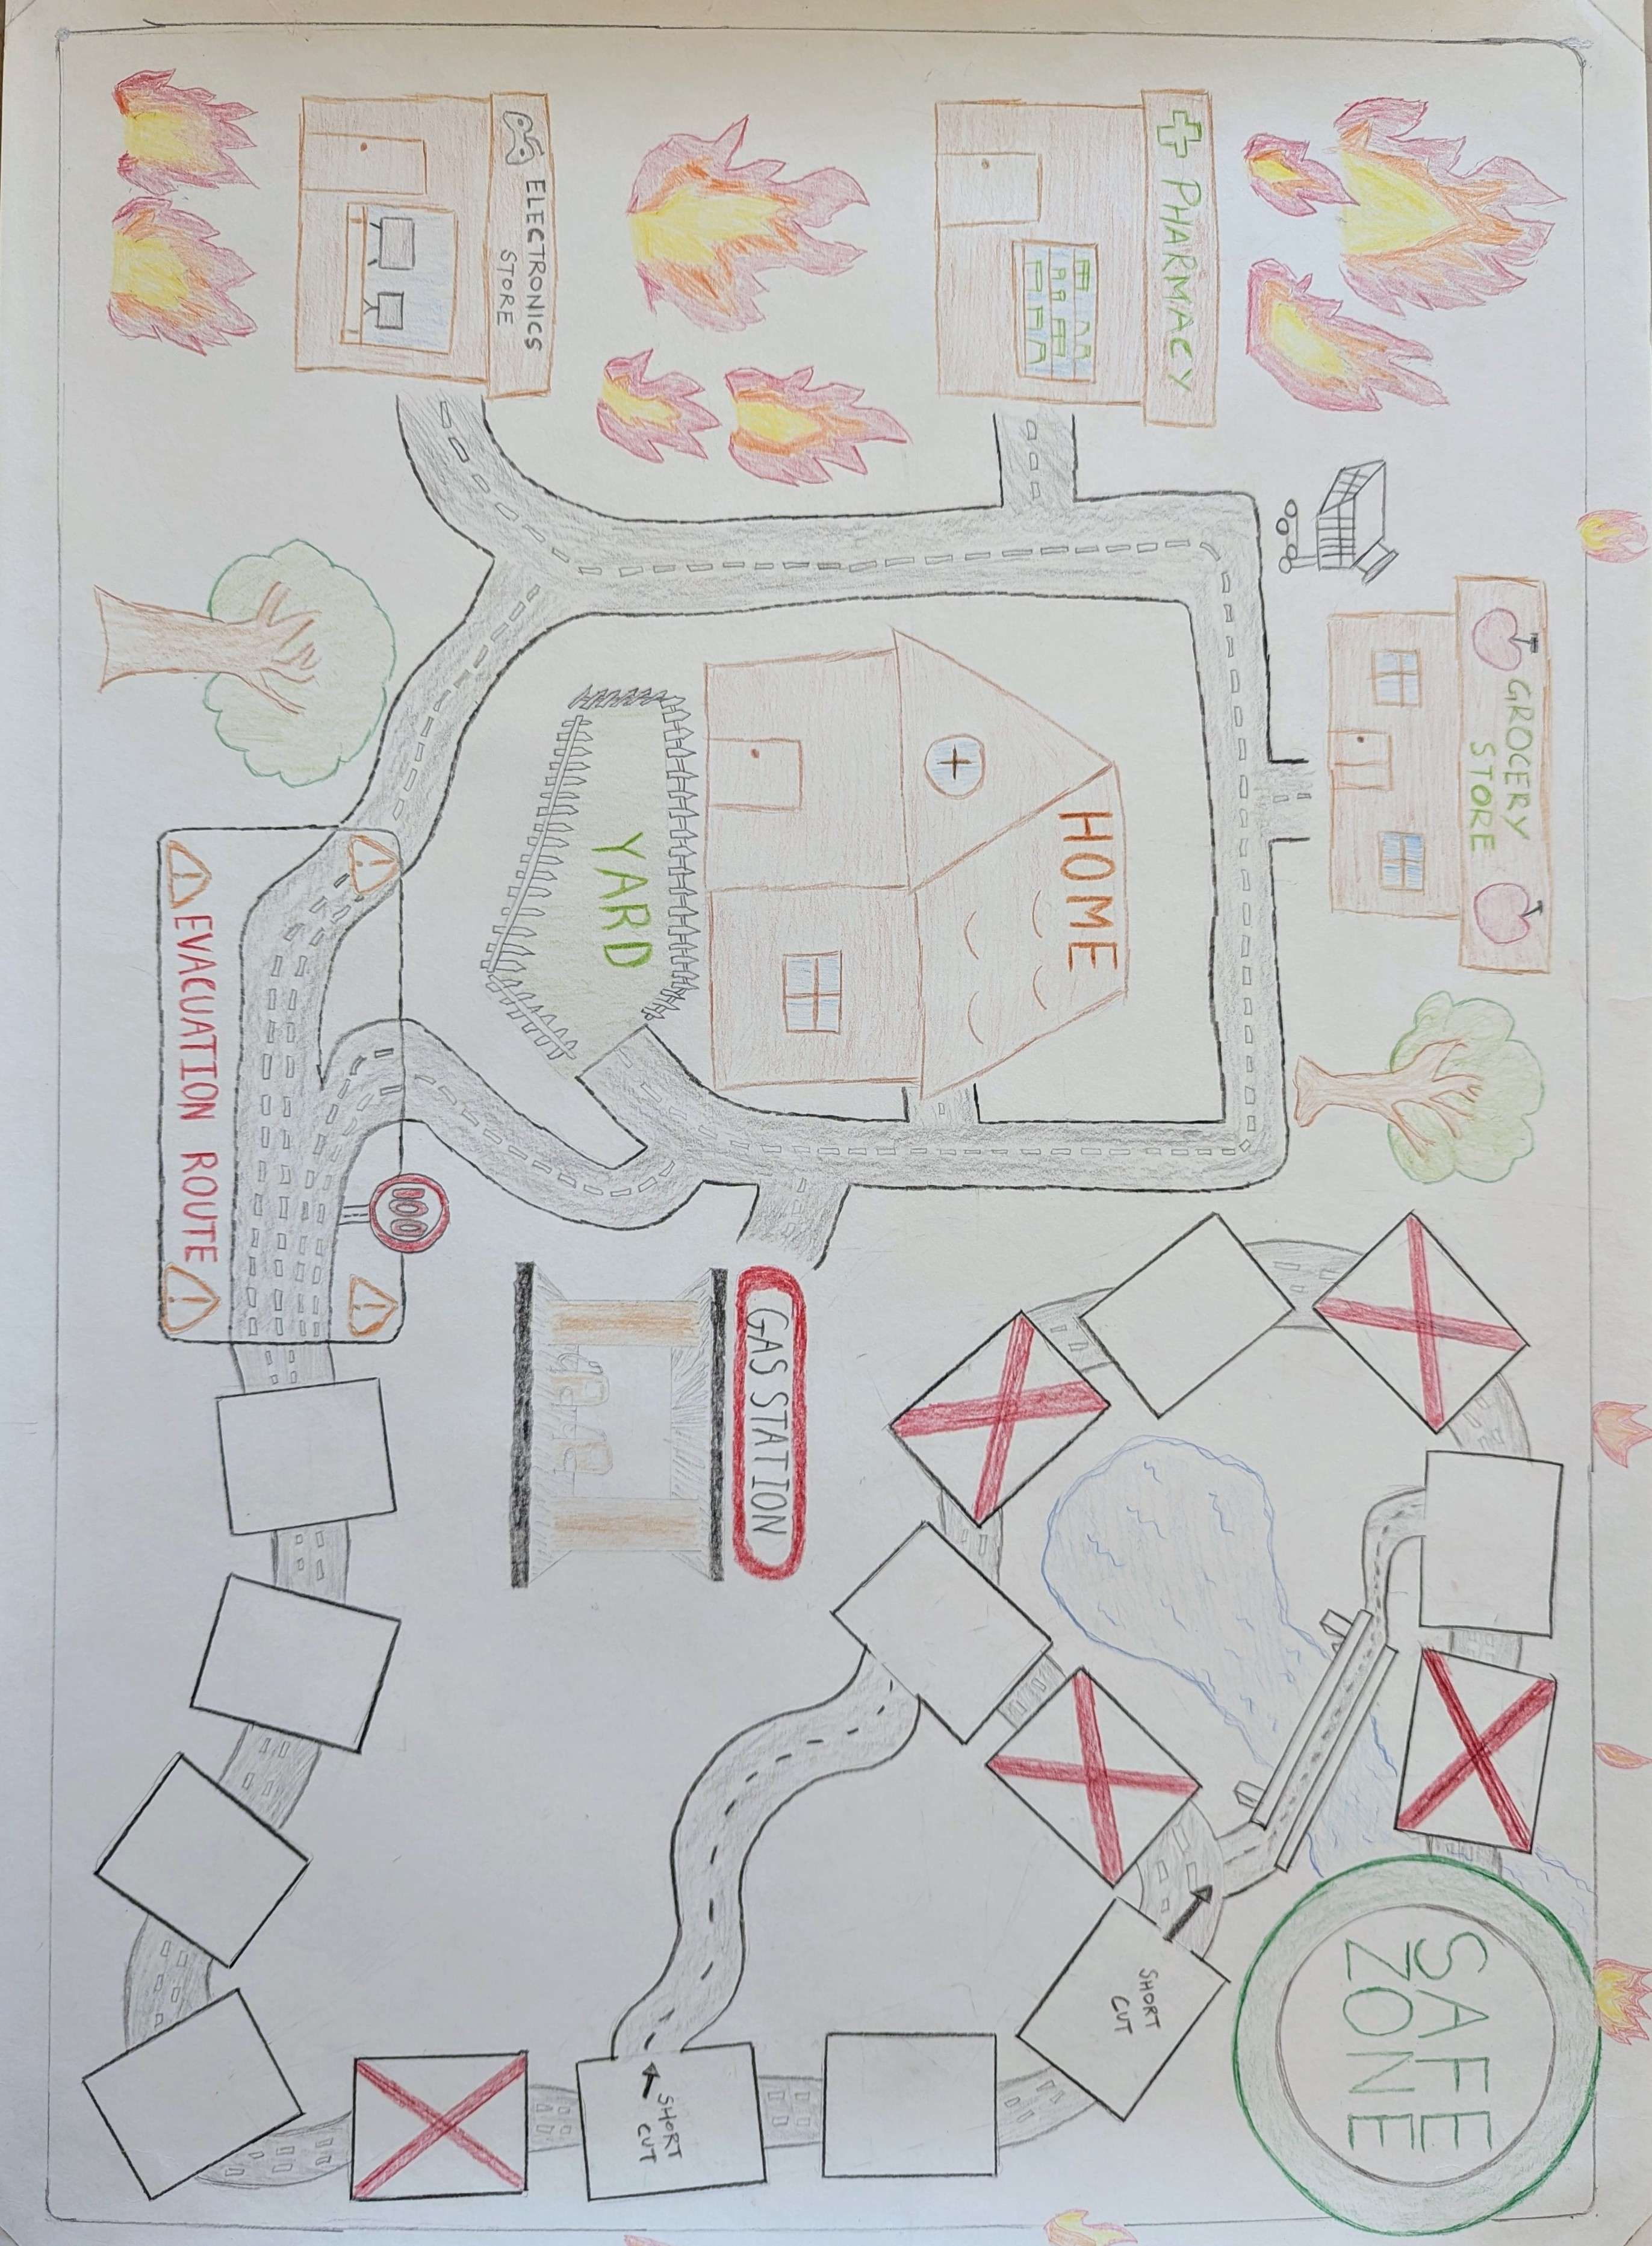 ELECTRONICS
STORE
PHARMACY
GROCERY
STORE
HOME
YARD
EVACUATION ROUTE
100
GAS STATION
SHORT
CUT
SHORT
CUT
SAFE
ZONE